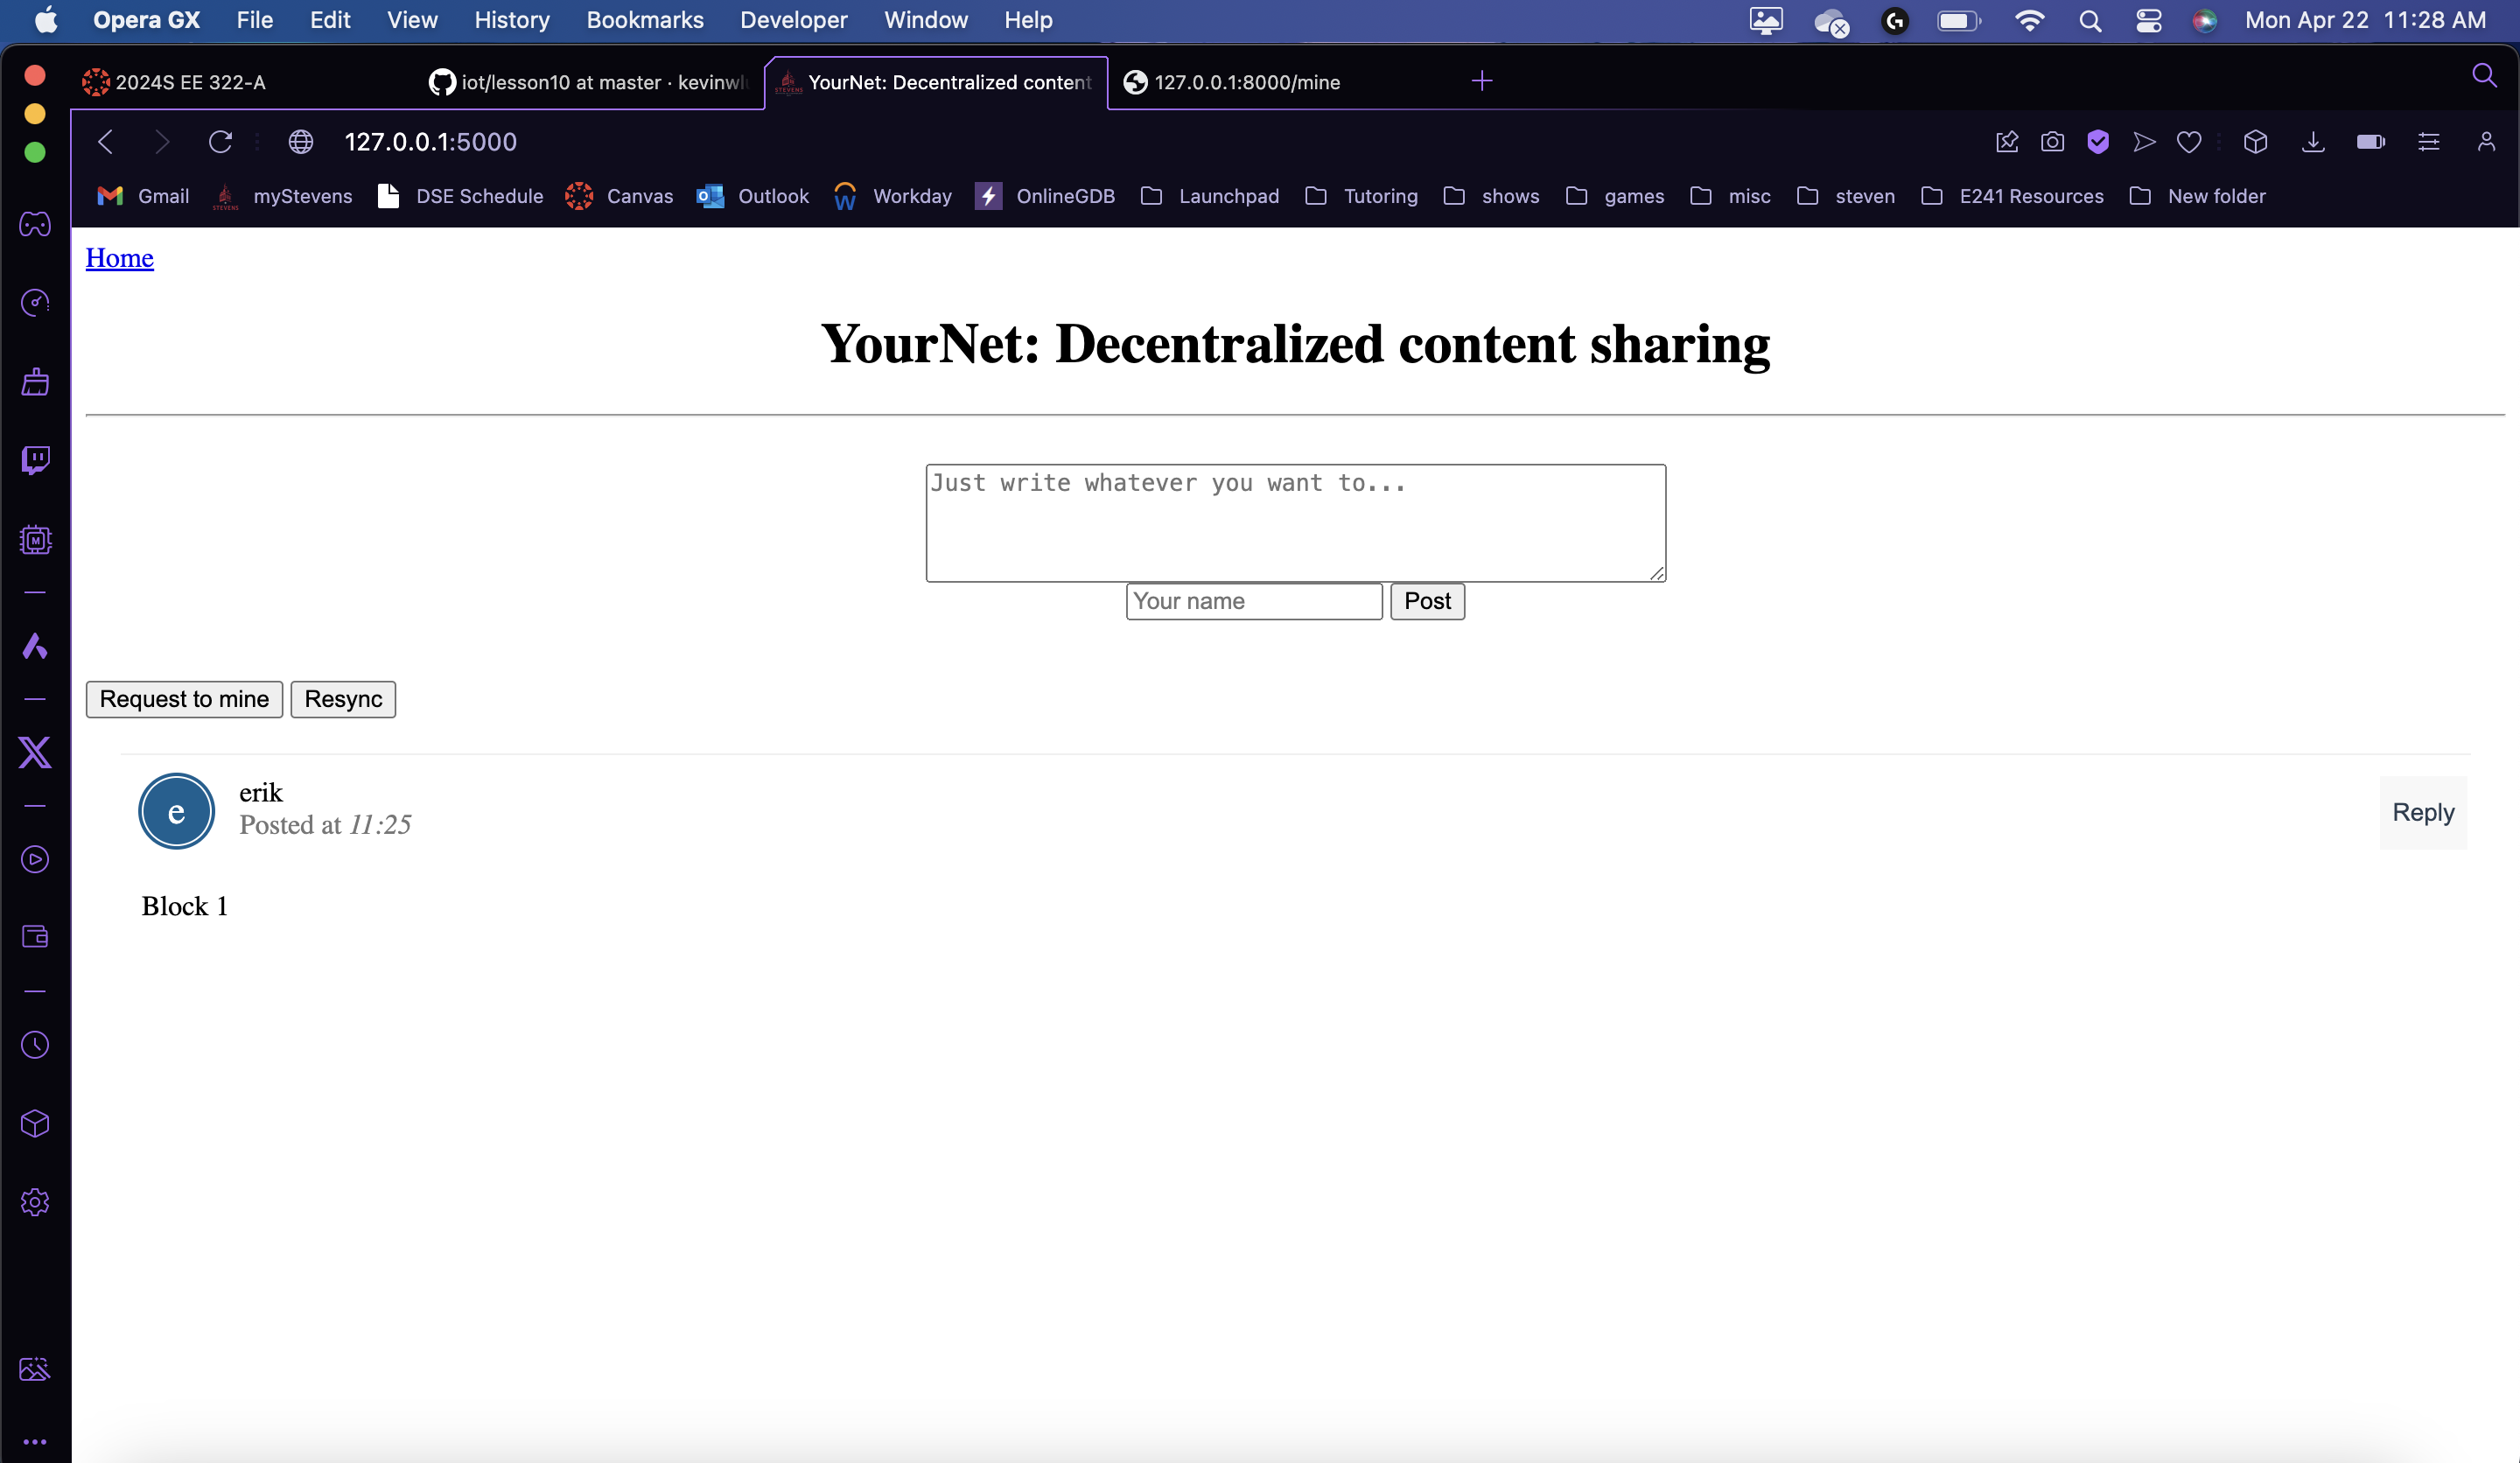 Opera GX File Edit View History Bookmarks Developer Window Help Mon Apr 22 11:28 AM
2024S EE 322-A iot/lesson10 at master · kevinwl YourNet: Decentralized content 127.0.0.1:8000/mine
127.0.0.1:5000
Gmail STEVENS myStevens DSE Schedule Canvas Outlook Workday OnlineGDB Launchpad Tutoring shows games misc steven E241 Resources New folder
Home
YourNet: Decentralized content sharing
Just write whatever you want to...
Your name Post
Request to mine Resync
e
erik
Posted at 11:25
Reply
Block 1